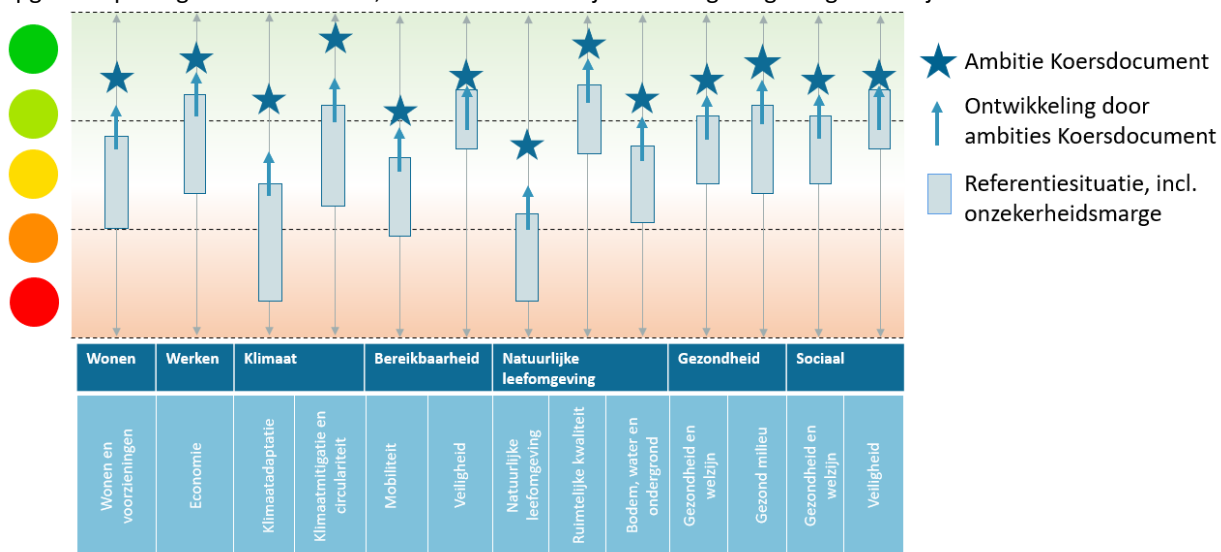 Ambitie Koersdocument
Ontwikkeling door
ambities Koersdocument
Referentiesituatie, incl.
onzekerheidsmarge
Wonen
Werken
Klimaat
Bereikbaarheid
Natuurlijke
leefomgeving
Gezondheid
Sociaal
Wonen en
voorzieningen
Economie
Klimaatadaptatie
Klimaatmitigatie en
circulariteit
Mobiliteit
Veiligheid
Natuurlijke
leefomgeving
Ruimtelijke kwaliteit
Bodem, water en
ondergrond
Gezondheid en
welzijn
Gezond milieu
Gezondheid en
welzijn
Veiligheid